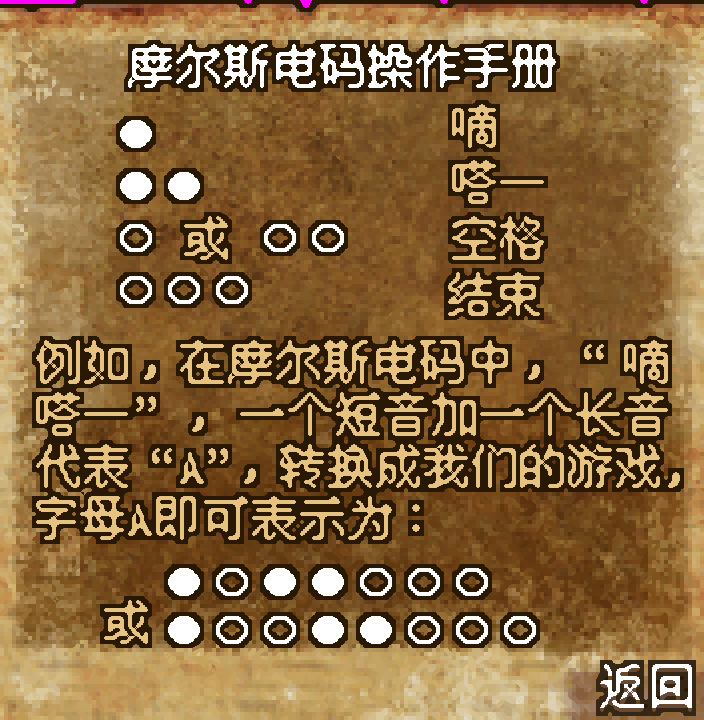 摩尔斯电码操作手册
嘀
嗒一
或 空格
结束
例如，在摩尔斯电码中，“嘀
嗒一”，一个短音加一个长音
代表“A”，转换成我们的游戏，
字母A即可表示为：
或
返回